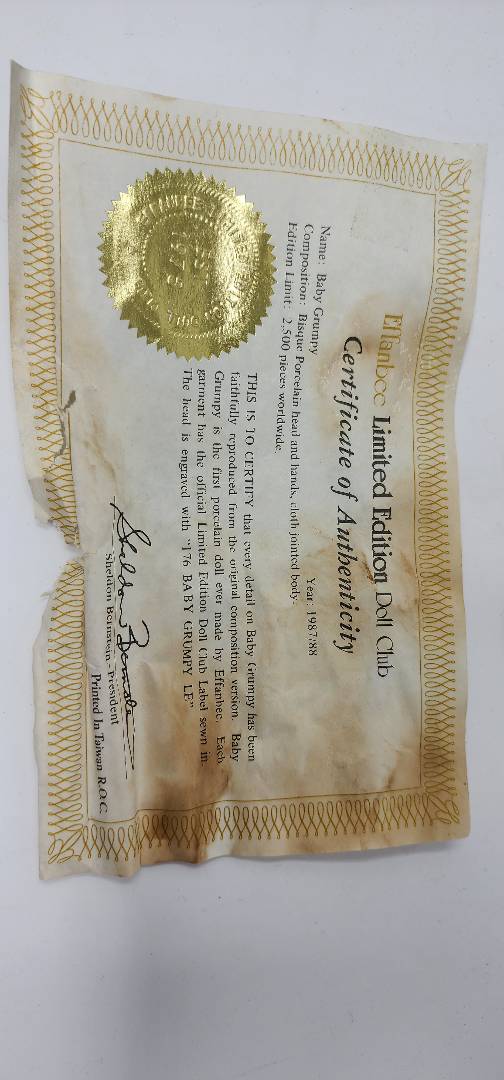 Effanbee Limited Edition Doll Club
Certificate of Authenticity
Name: Baby Grumpy Year: 1987/88
Composition: Bisque Porcelain head and hands, cloth jointed body.
Edition Limit: 2,500 pieces worldwide.
THIS IS TO CERTIFY that every detail on Baby Grumpy has been
faithfully reproduced from the original composition version. Baby
Grumpy is the first porcelain doll ever made by Effanbee. Each
garment has the official Limited Edition Doll Club Label sewn in.
The head is engraved with "176 BABY GRUMPY LE"
Sheldon Bernstein - President
Printed In Taiwan R.O.C.